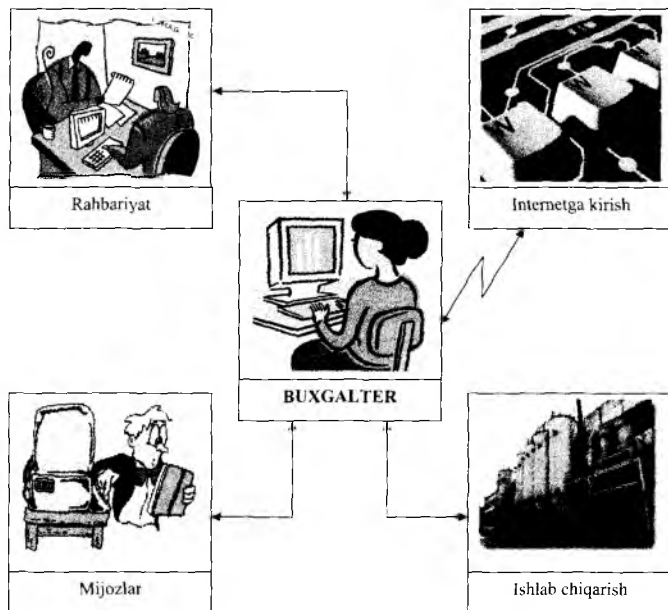 Rahbariyat
Internetga kirish
BUXGALTER
Mijozlar
Ishlab chiqarish